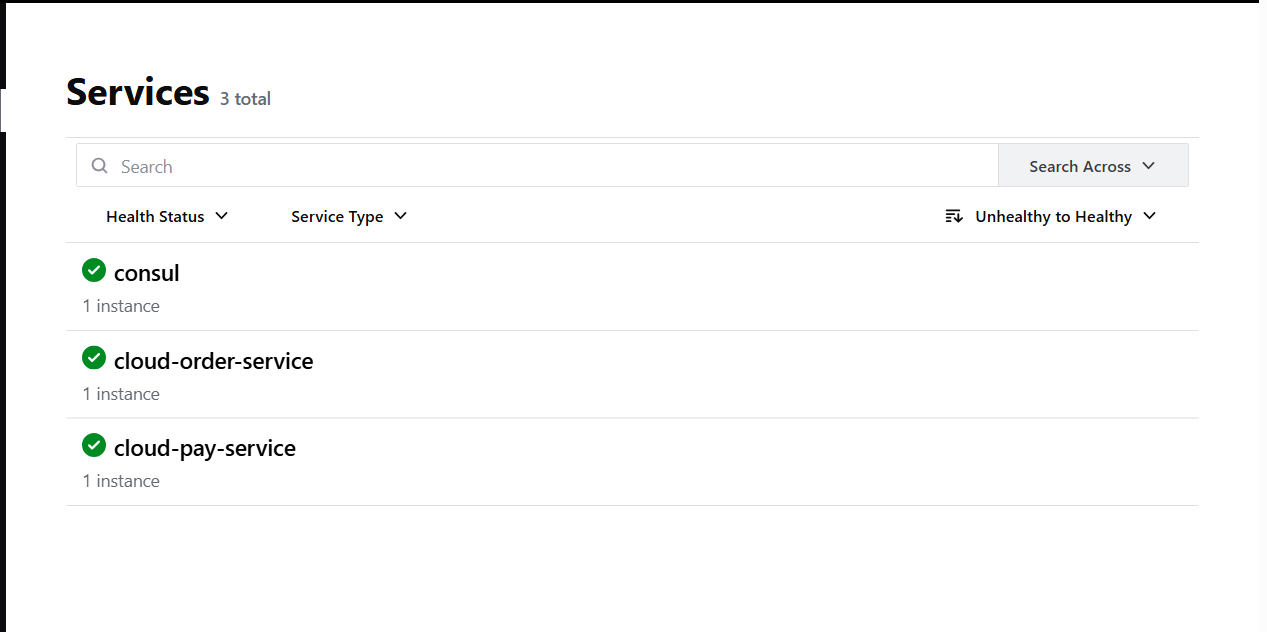 Services 3 total
Search Search Across
Health Status Service Type Unhealthy to Healthy
consul
1 instance
cloud-order-service
1 instance
cloud-pay-service
1 instance